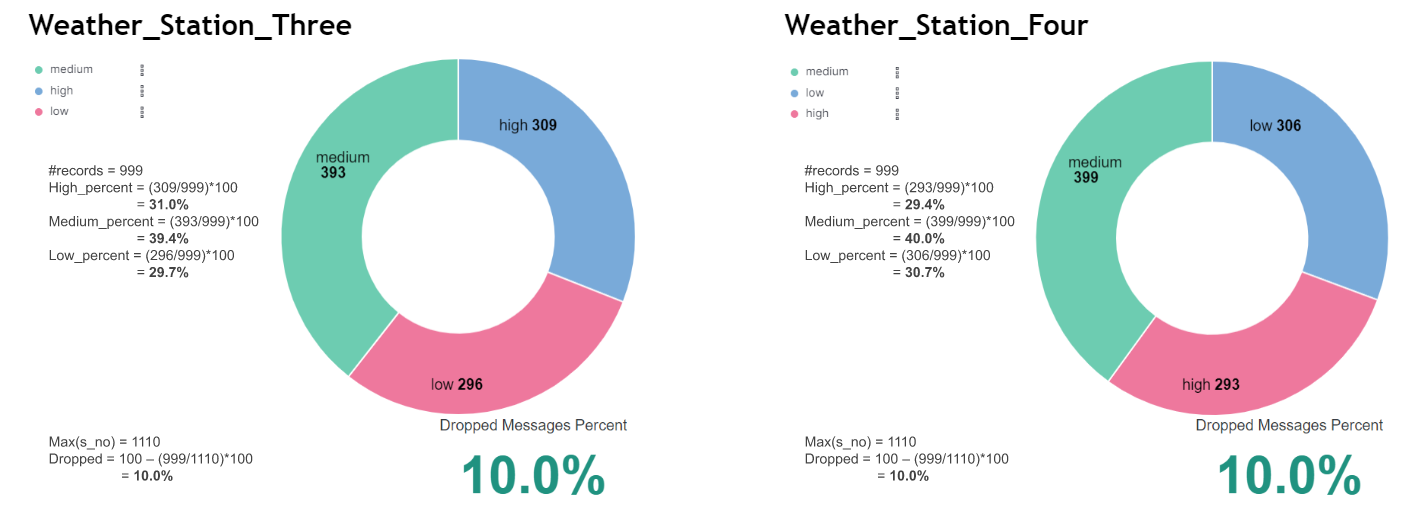 Weather_Station_Three
medium
high
low
#records = 999
High_percent = (309/999)*100
= 31.0%
Medium_percent = (393/999)*100
= 39.4%
Low_percent = (296/999)*100
= 29.7%
high 309
medium
393
low 296
Max(s_no) = 1110
Dropped = 100 – (999/1110)*100
= 10.0%
Dropped Messages Percent
10.0%
Weather_Station_Four
medium
low
high
#records = 999
High_percent = (293/999)*100
= 29.4%
Medium_percent = (399/999)*100
= 40.0%
Low_percent = (306/999)*100
= 30.7%
low 306
medium
399
high 293
Max(s_no) = 1110
Dropped = 100 – (999/1110)*100
= 10.0%
Dropped Messages Percent
10.0%